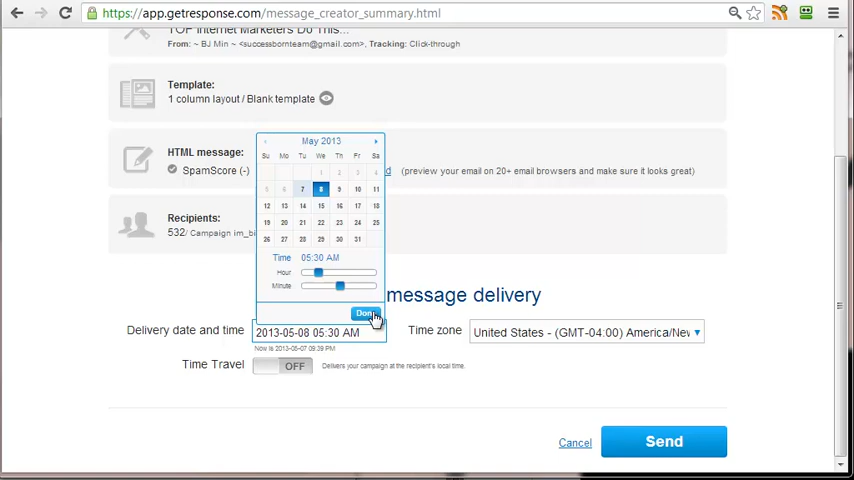 https://app.getresponse.com/message_creator_summary.html
TOP Internet Marketers Do This...
From: ~ BJ Min ~ <successbornteam@gmail.com>, Tracking: Click-through
Template:
1 column layout / Blank template
HTML message:
SpamScore (-)
d (preview your email on 20+ email browsers and make sure it looks great)
Recipients:
532/ Campaign im_bi
May 2013
Su Mo Tu We Th Fr Sa
1 2 3 4
5 6 7 8 9 10 11
12 13 14 15 16 17 18
19 20 21 22 23 24 25
26 27 28 29 30 31
Time 05:30 AM
Hour
Minute
Done
message delivery
Delivery date and time 2013-05-08 05:30 AM Time zone United States - (GMT-04:00) America/New
Now is 2013-05-07 09:39 PM
Time Travel OFF Delivers your campaign at the recipient's local time.
Cancel Send